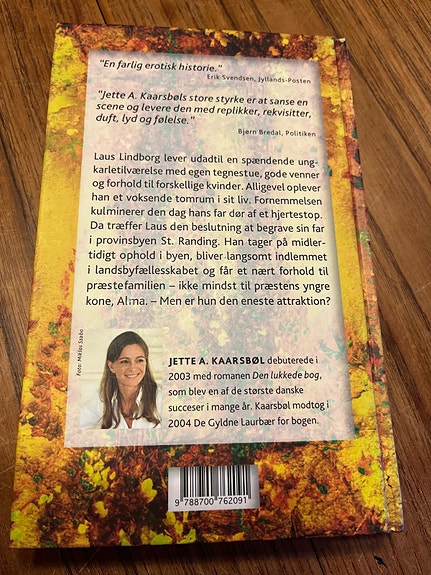 "En farlig erotisk historie."
Erik Svendsen, Jyllands-Posten
"Jette A. Kaarsbøls store styrke er at sanse en
scene og levere den med replikker, rekvisitter,
duft, lyd og følelse."
Bjørn Bredal, Politiken
Laus Lindborg lever udadtil en spændende ung-
karletilværelse med egen tegnestue, gode venner
og forhold til forskellige kvinder. Alligevel oplever
han et voksende tomrum i sit liv. Fornemmelsen
kulminerer den dag hans far dør af et hjertestop.
Da træffer Laus den beslutning at begrave sin far
i provinsbyen St. Randing. Han tager på midler-
tidigt ophold i byen, bliver langsomt indlemmet
i landsbyfællesskabet og får et nært forhold til
præstefamilien – ikke mindst til præstens yngre
kone, Alma. – Men er hun den eneste attraktion?
Foto: Miklos Szabo
JETTE A. KAARSBØL debuterede i
2003 med romanen Den lukkede bog,
som blev en af de største danske
succeser i mange år. Kaarsbøl modtog i
2004 De Gyldne Laurbær for bogen.
9 788700 762091